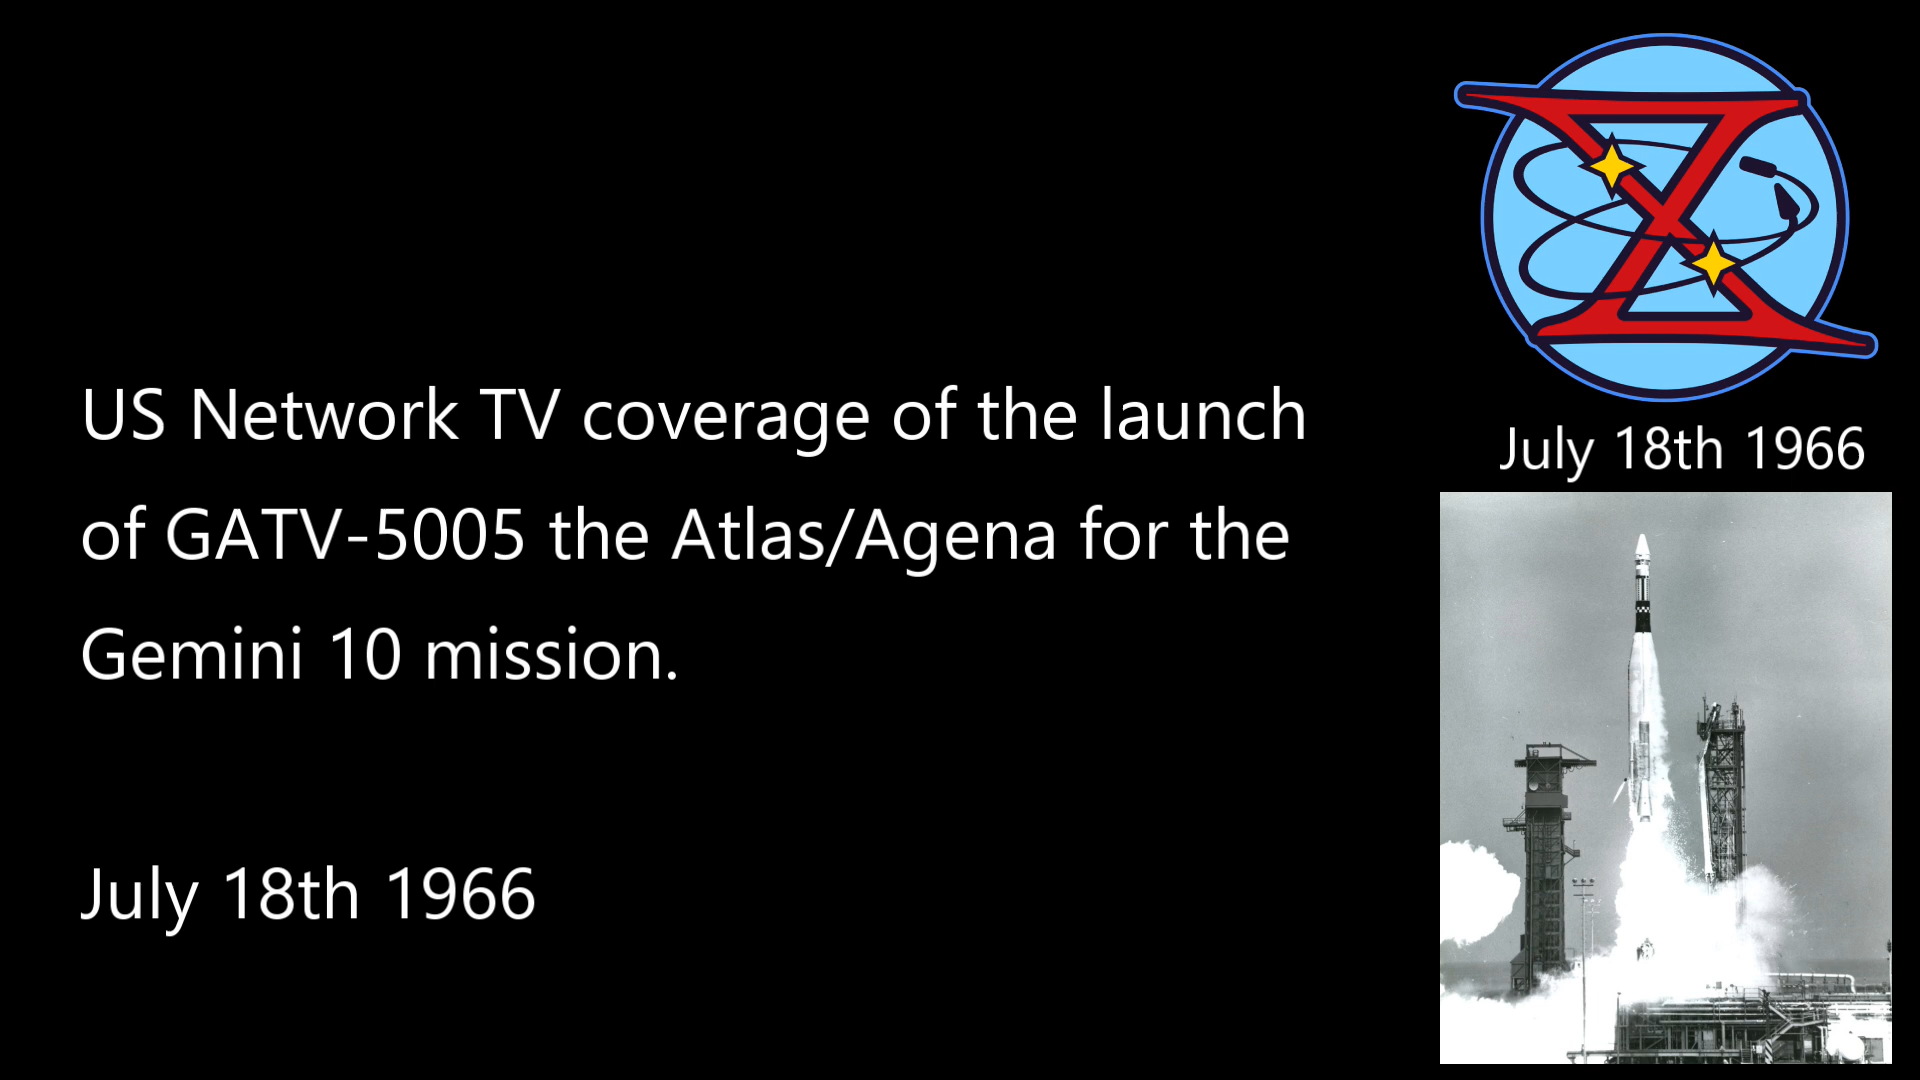 US Network TV coverage of the launch
of GATV-5005 the Atlas/Agena for the
Gemini 10 mission.
July 18th 1966
X
July 18th 1966